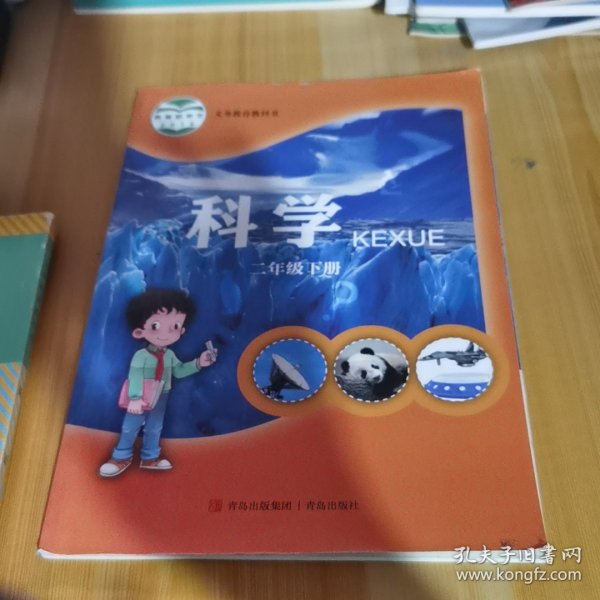 义务教育教科书
科学
KEXUE
二年级下册
青岛出版集团 | 青岛出版社
孔夫子旧书网
www.kongfz.com